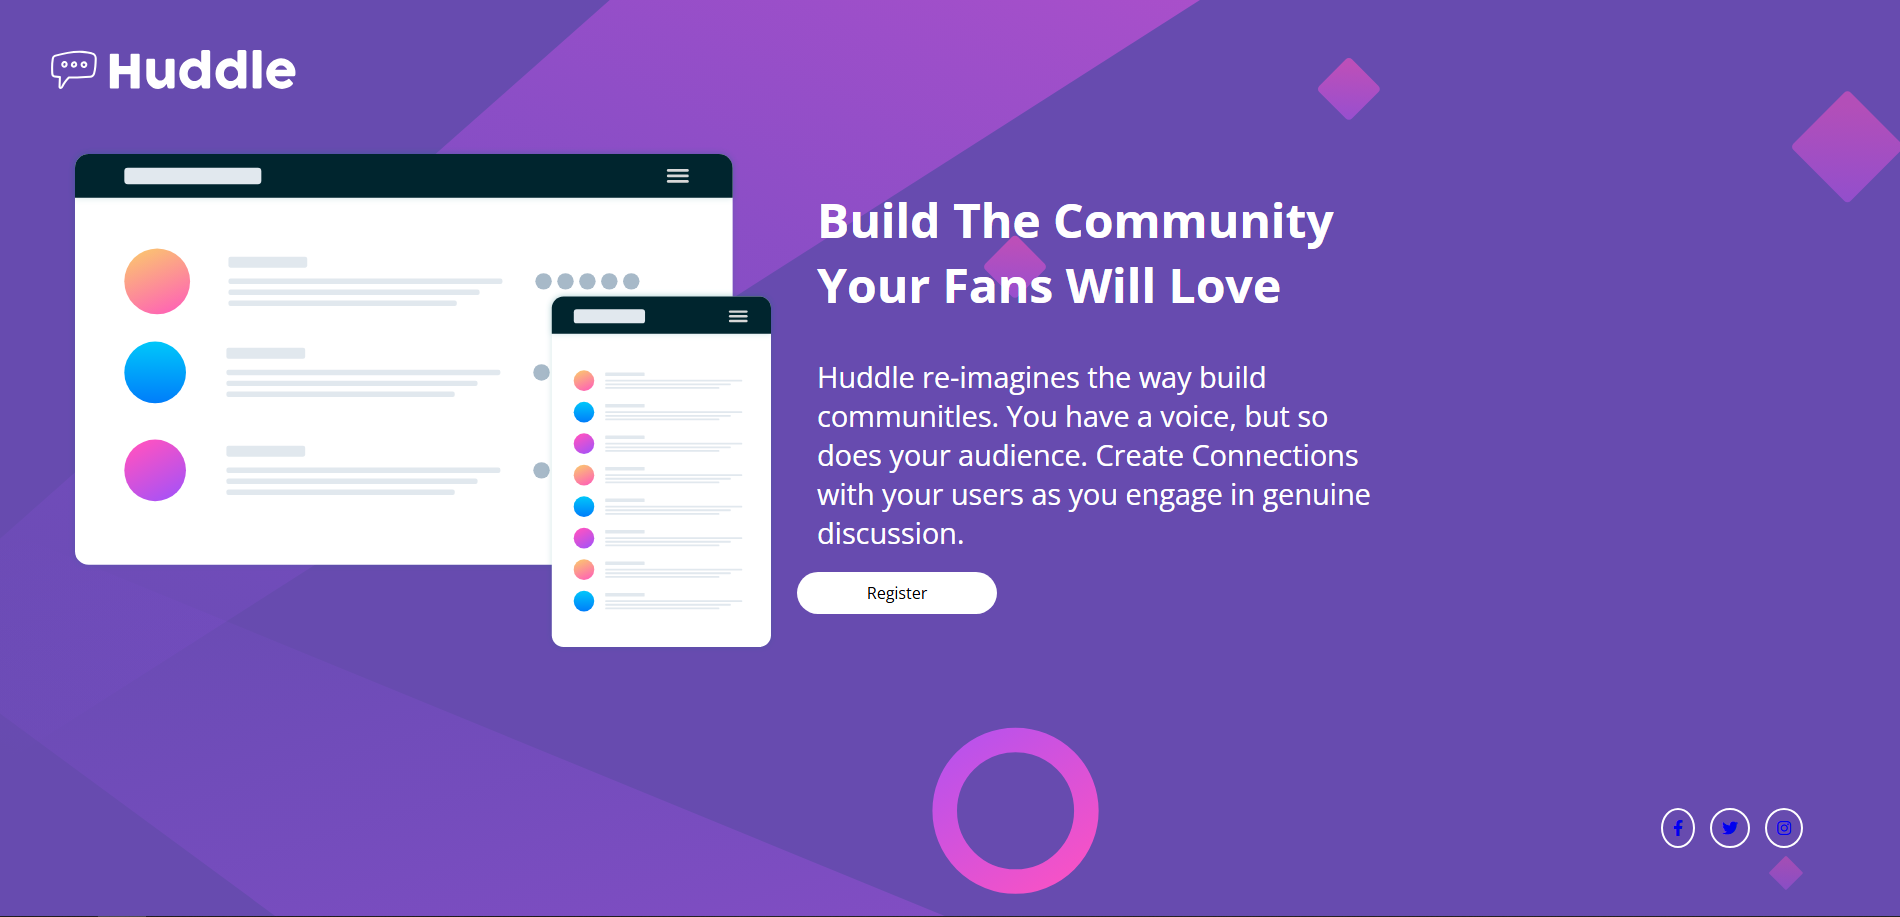 Huddle
Build The Community
Your Fans Will Love
Huddle re-imagines the way build
communitles. You have a voice, but so
does your audience. Create Connections
with your users as you engage in genuine
discussion.
Register